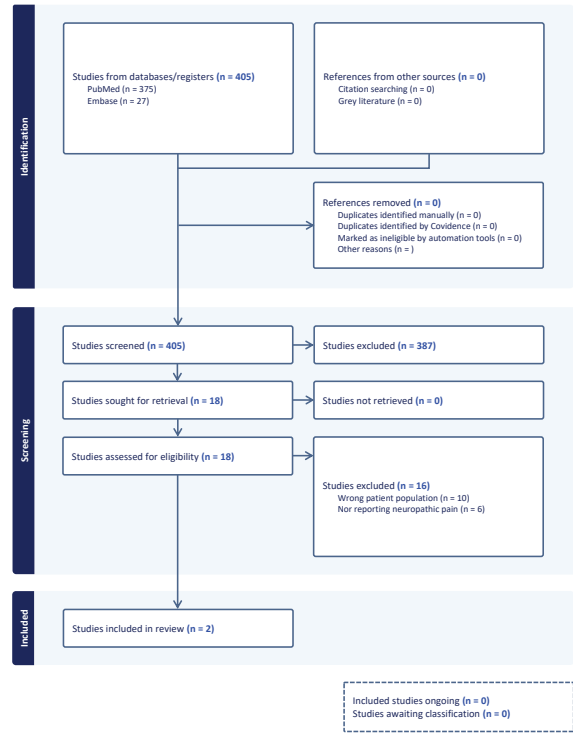 Identification
Studies from databases/registers (n = 405)
PubMed (n = 375)
Embase (n = 27)
References from other sources (n = 0)
Citation searching (n = 0)
Grey literature (n = 0)
References removed (n = 0)
Duplicates identified manually (n = 0)
Duplicates identified by Covidence (n = 0)
Marked as ineligible by automation tools (n = 0)
Other reasons (n = )
Screening
Studies screened (n = 405)
Studies excluded (n = 387)
Studies sought for retrieval (n = 18)
Studies not retrieved (n = 0)
Studies assessed for eligibility (n = 18)
Studies excluded (n = 16)
Wrong patient population (n = 10)
Nor reporting neuropathic pain (n = 6)
Included
Studies included in review (n = 2)
Included studies ongoing (n = 0)
Studies awaiting classification (n = 0)